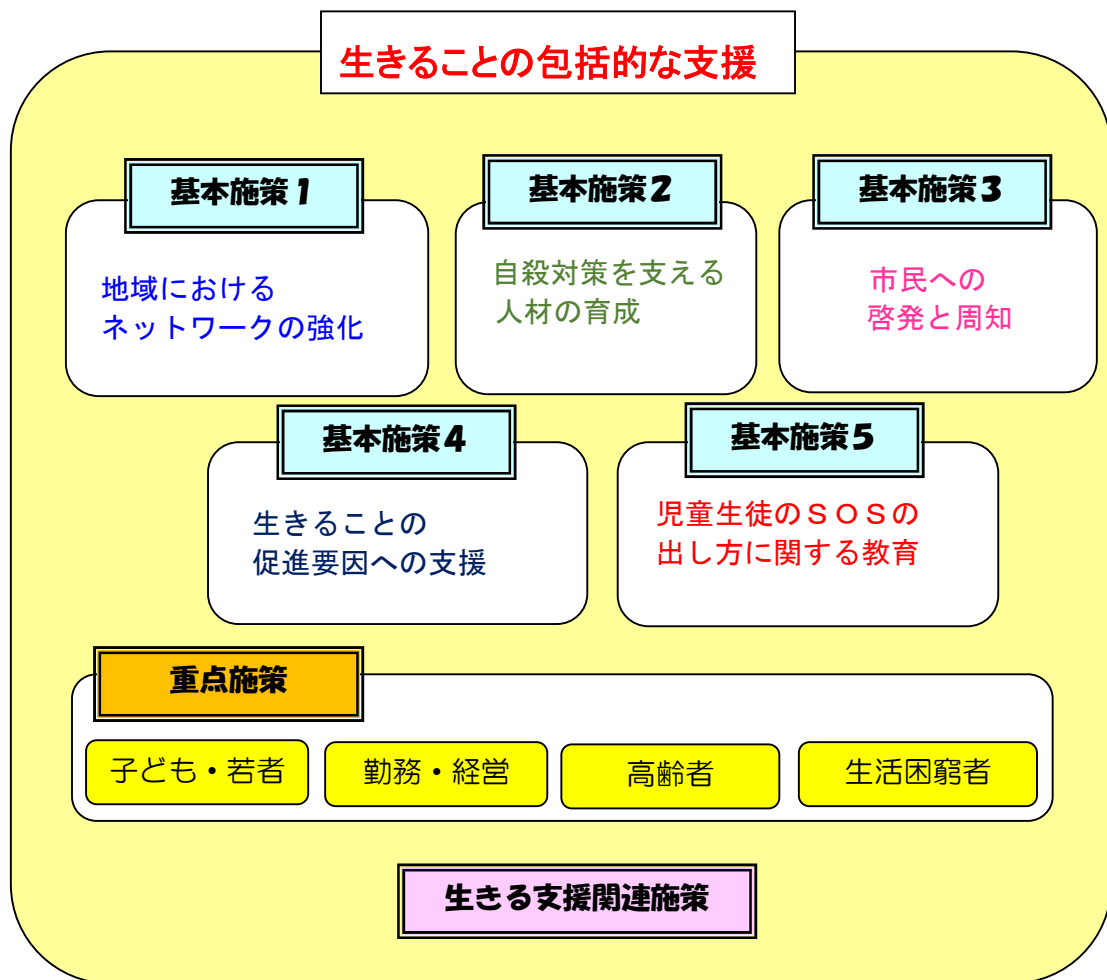 生きることの包括的な支援
基本施策1
地域における
ネットワークの強化
基本施策2
自殺対策を支える
人材の育成
基本施策3
市民への
啓発と周知
基本施策4
生きることの
促進要因への支援
基本施策5
児童生徒のSOSの
出し方に関する教育
重点施策
子ども・若者
勤務・経営
高齢者
生活困窮者
生きる支援関連施策